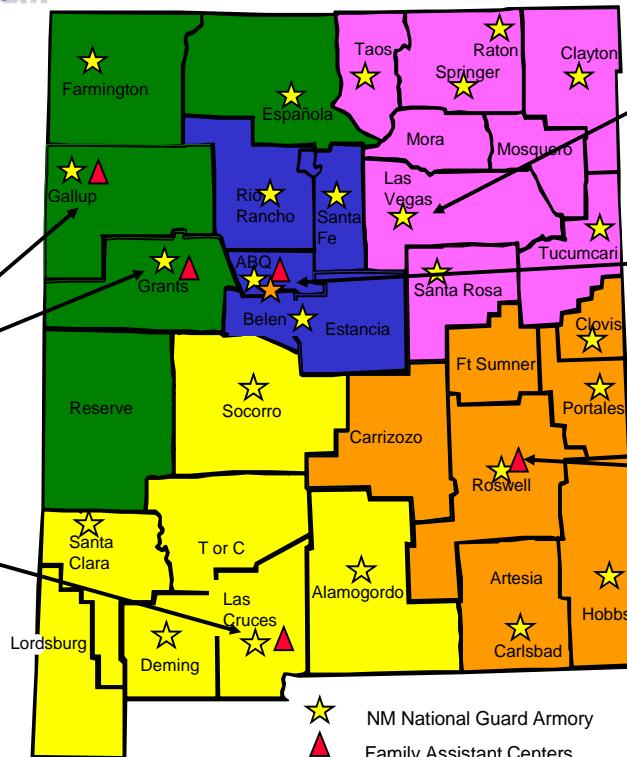 Taos
Raton
Clayton
Springer
Farmington
Española
Mora
Mosquero
Las
Vegas
Gallup
Rio
Rancho
Santa
Fe
Tucumcari
ABQ
Grants
Santa Rosa
Belen
Estancia
Clovis
Ft Sumner
Reserve
Socorro
Portales
Carrizozo
Roswell
Santa
Clara
T or C
Las
Cruces
Alamogordo
Artesia
Hobbs
Lordsburg
Deming
Carlsbad
NM National Guard Armory
Family Assistant Centers